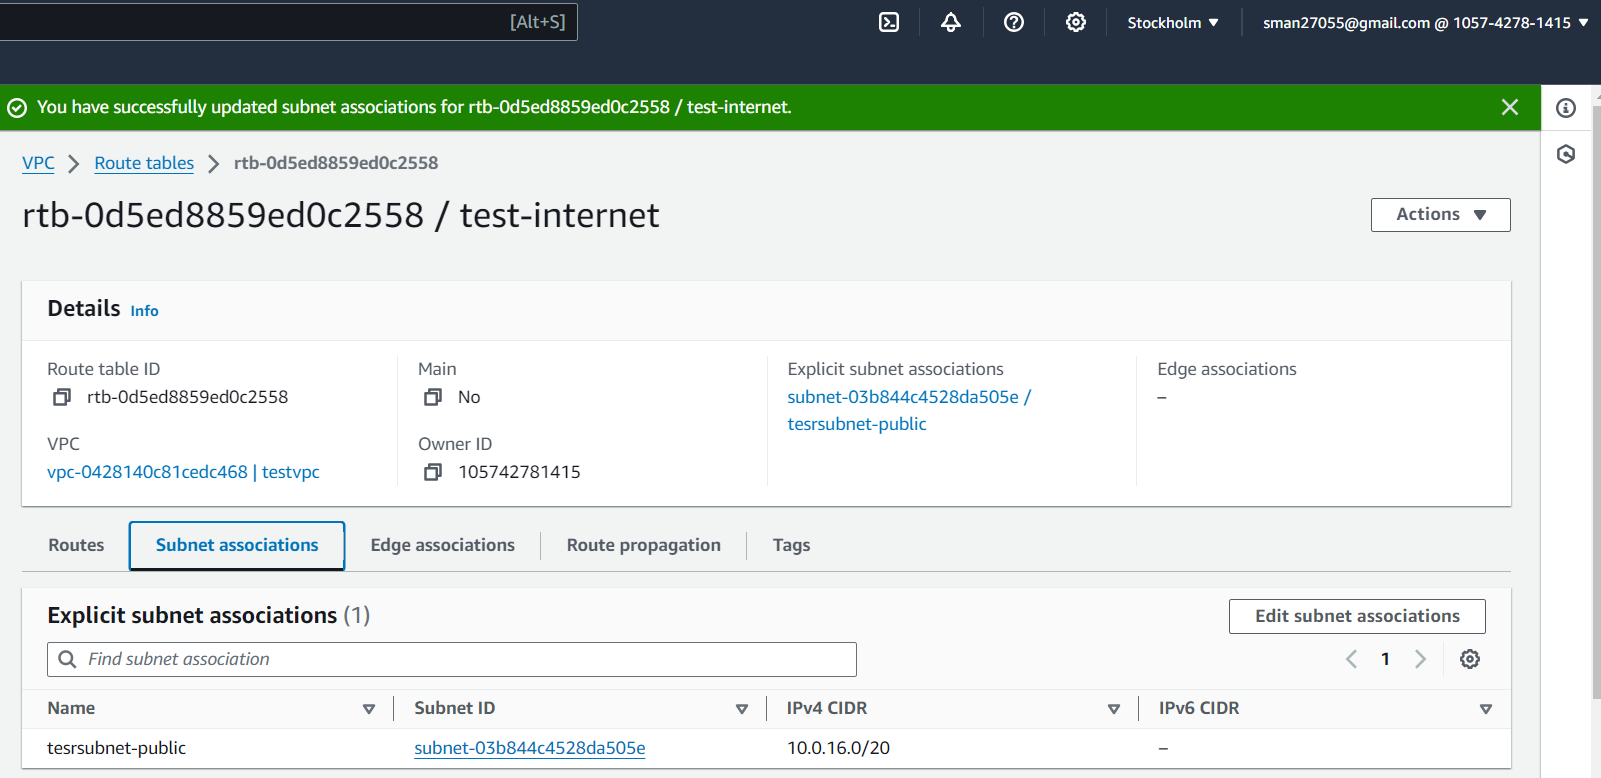 [Alt+S] Stockholm sman27055@gmail.com @ 1057-4278-1415
You have successfully updated subnet associations for rtb-0d5ed8859ed0c2558 / test-internet.
VPC Route tables rtb-0d5ed8859ed0c2558
rtb-0d5ed8859ed0c2558 / test-internet
Actions
Details Info
Route table ID
rtb-0d5ed8859ed0c2558
Main
No
Explicit subnet associations
subnet-03b844c4528da505e /
tesrsubnet-public
Edge associations
–
VPC
vpc-0428140c81cedc468 | testvpc
Owner ID
105742781415
Routes Subnet associations Edge associations Route propagation Tags
Explicit subnet associations (1)
Edit subnet associations
Find subnet association
1
Name Subnet ID IPv4 CIDR IPv6 CIDR
tesrsubnet-public subnet-03b844c4528da505e 10.0.16.0/20 –